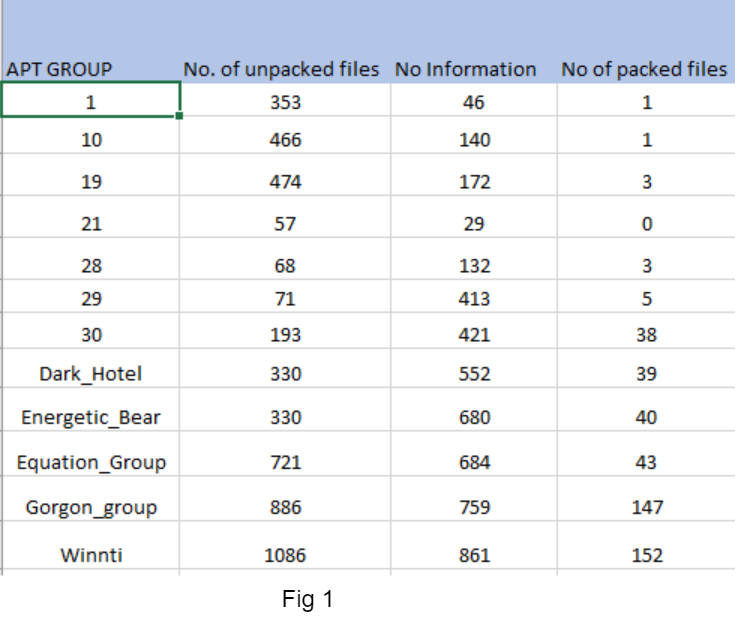 APT GROUP No. of unpacked files No Information No of packed files
1 353 46 1
10 466 140 1
19 474 172 3
21 57 29 0
28 68 132 3
29 71 413 5
30 193 421 38
Dark_Hotel 330 552 39
Energetic_Bear 330 680 40
Equation_Group 721 684 43
Gorgon_group 886 759 147
Winnti 1086 861 152
Fig 1